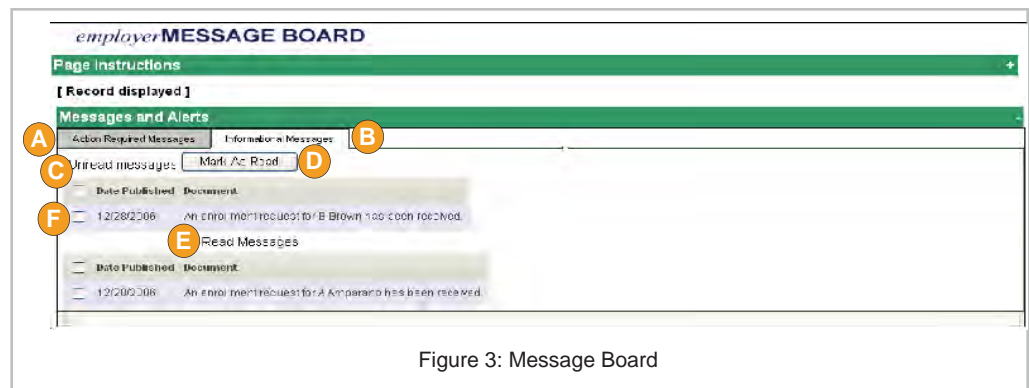 employerMESSAGE BOARD
Page Instructions +
[ Record displayed ]
Messages and Alerts -
A Action Required Messages Informational Messages B
C Unread messages Mark As Read D
Date Published Document
F 12/28/2006 An enrollment request for B Brown has been received.
E Read Messages
Date Published Document
12/20/2006 An enrollment request for A Amparano has been received.
Figure 3: Message Board